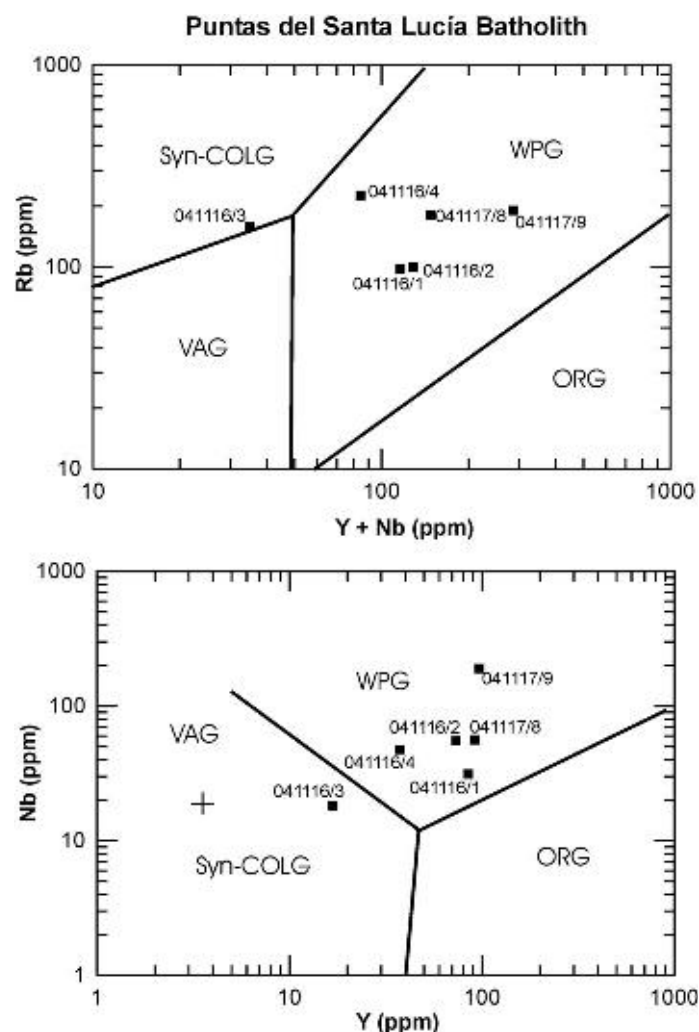 Puntas del Santa Lucía Batholith
1000
Syn-COLG
WPG
041116/4
041116/3
041117/8
041117/9
Rb (ppm)
100
041116/1
041116/2
VAG
ORG
10
10
100
1000
Y + Nb (ppm)
1000
041117/9
WPG
100
VAG
041116/2
041117/8
041116/4
041116/3
041116/1
Nb (ppm)
10
Syn-COLG
ORG
1
1
10
100
1000
Y (ppm)